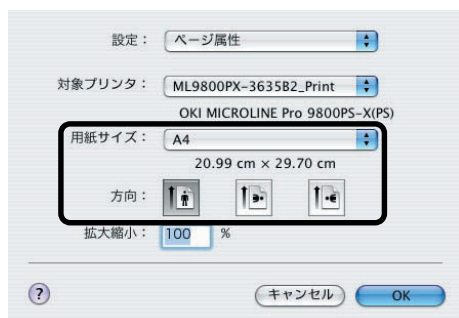 設定： ページ属性
対象プリンタ： ML9800PX-3635B2_Print
OKI MICROLINE Pro 9800PS-X(PS)
用紙サイズ： A4
20.99 cm × 29.70 cm
方向：
拡大縮小： 100 %
? キャンセル OK